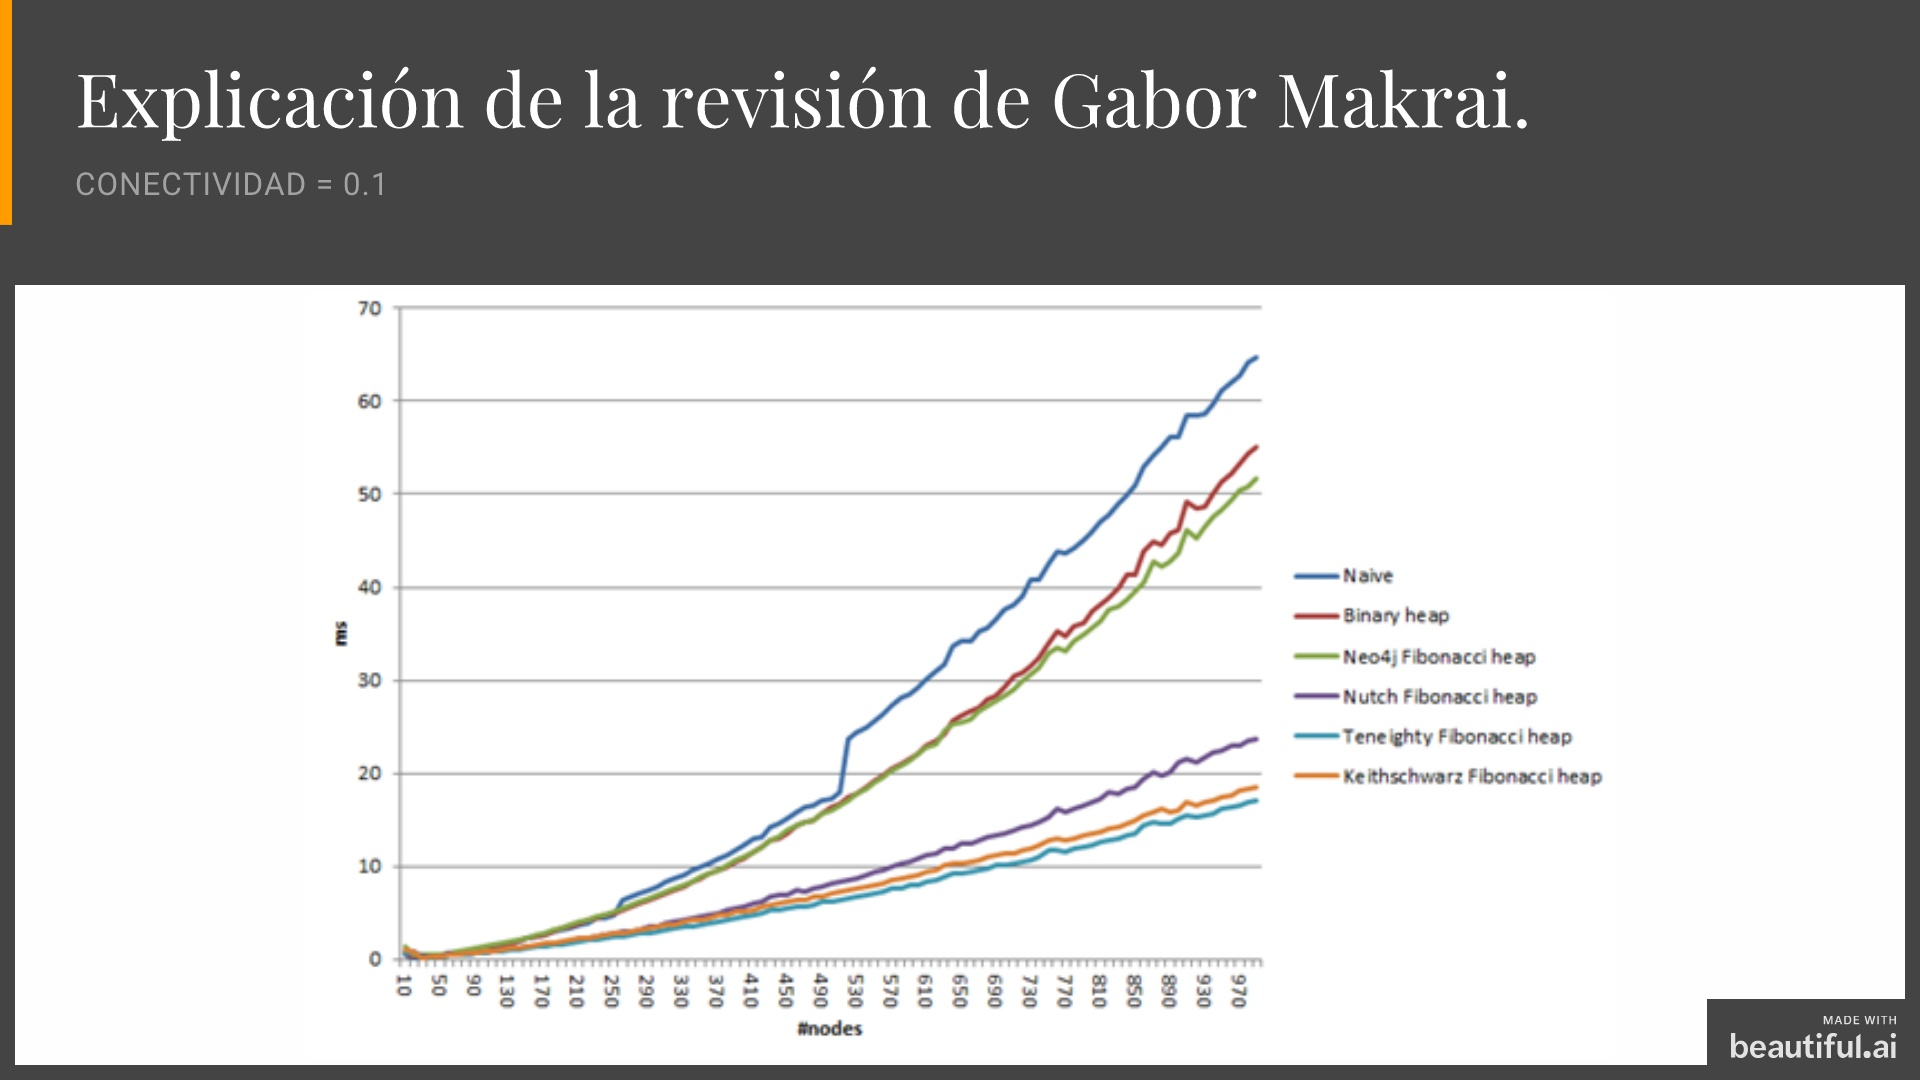 Explicación de la revisión de Gabor Makrai.
CONECTIVIDAD = 0.1
70
60
50
40
30
20
10
0
ms
10 50 90 130 170 210 250 290 330 370 410 450 490 530 570 610 650 690 730 770 810 850 890 930 970
#nodes
Naive
Binary heap
Neo4j Fibonacci heap
Nutch Fibonacci heap
Teneighty Fibonacci heap
Keithschwarz Fibonacci heap
MADE WITH
beautiful.ai